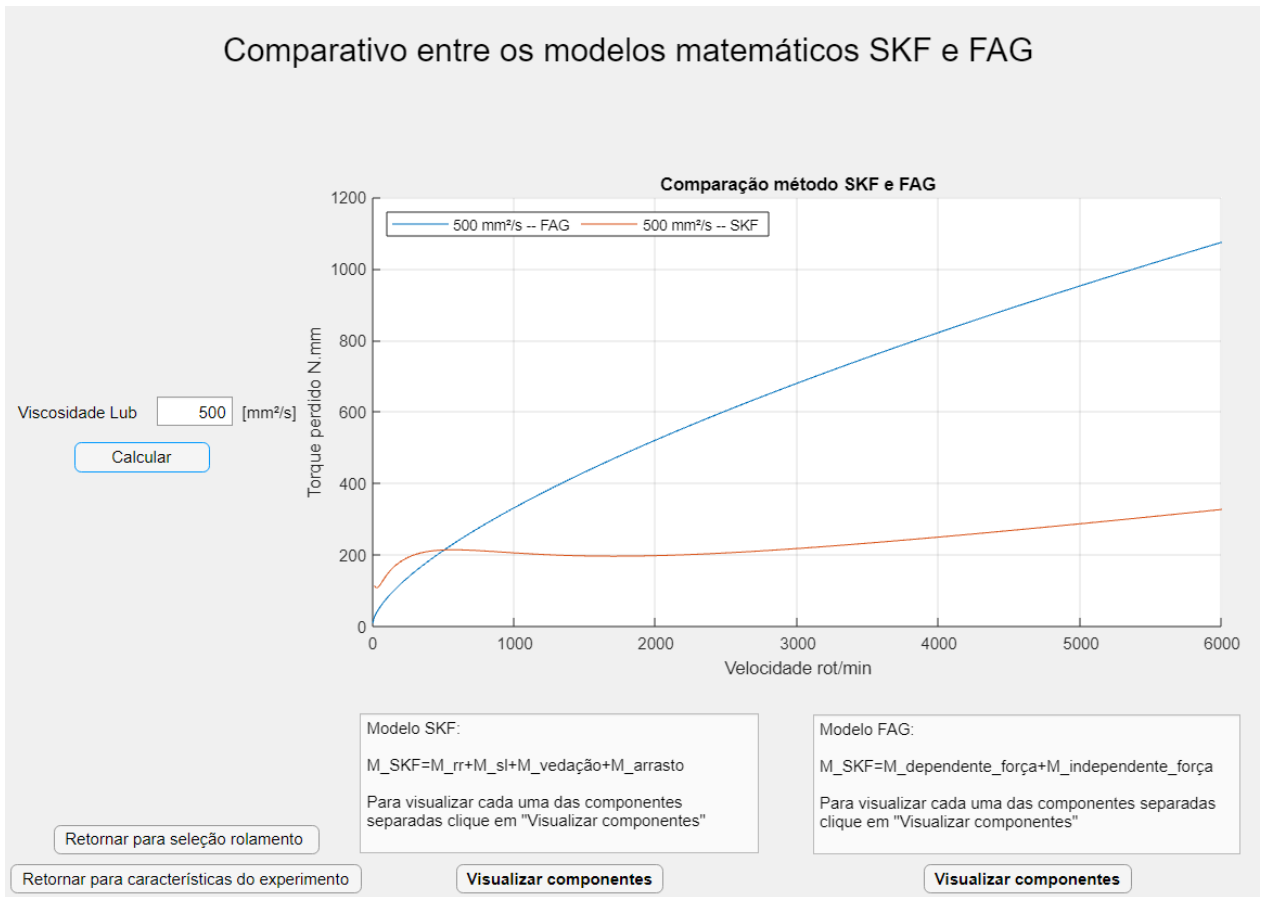 Comparativo entre os modelos matemáticos SKF e FAG
Comparação método SKF e FAG
500 mm²/s -- FAG
500 mm²/s -- SKF
1200
1000
800
600
400
200
0
Torque perdido N.mm
0
1000
2000
3000
4000
5000
6000
Velocidade rot/min
Viscosidade Lub
500
[mm²/s]
Calcular
Modelo SKF:
M_SKF=M_rr+M_sl+M_vedação+M_arrasto
Para visualizar cada uma das componentes
separadas clique em "Visualizar componentes"
Modelo FAG:
M_SKF=M_dependente_força+M_independente_força
Para visualizar cada uma das componentes separadas
clique em "Visualizar componentes"
Retornar para seleção rolamento
Retornar para características do experimento
Visualizar componentes
Visualizar componentes